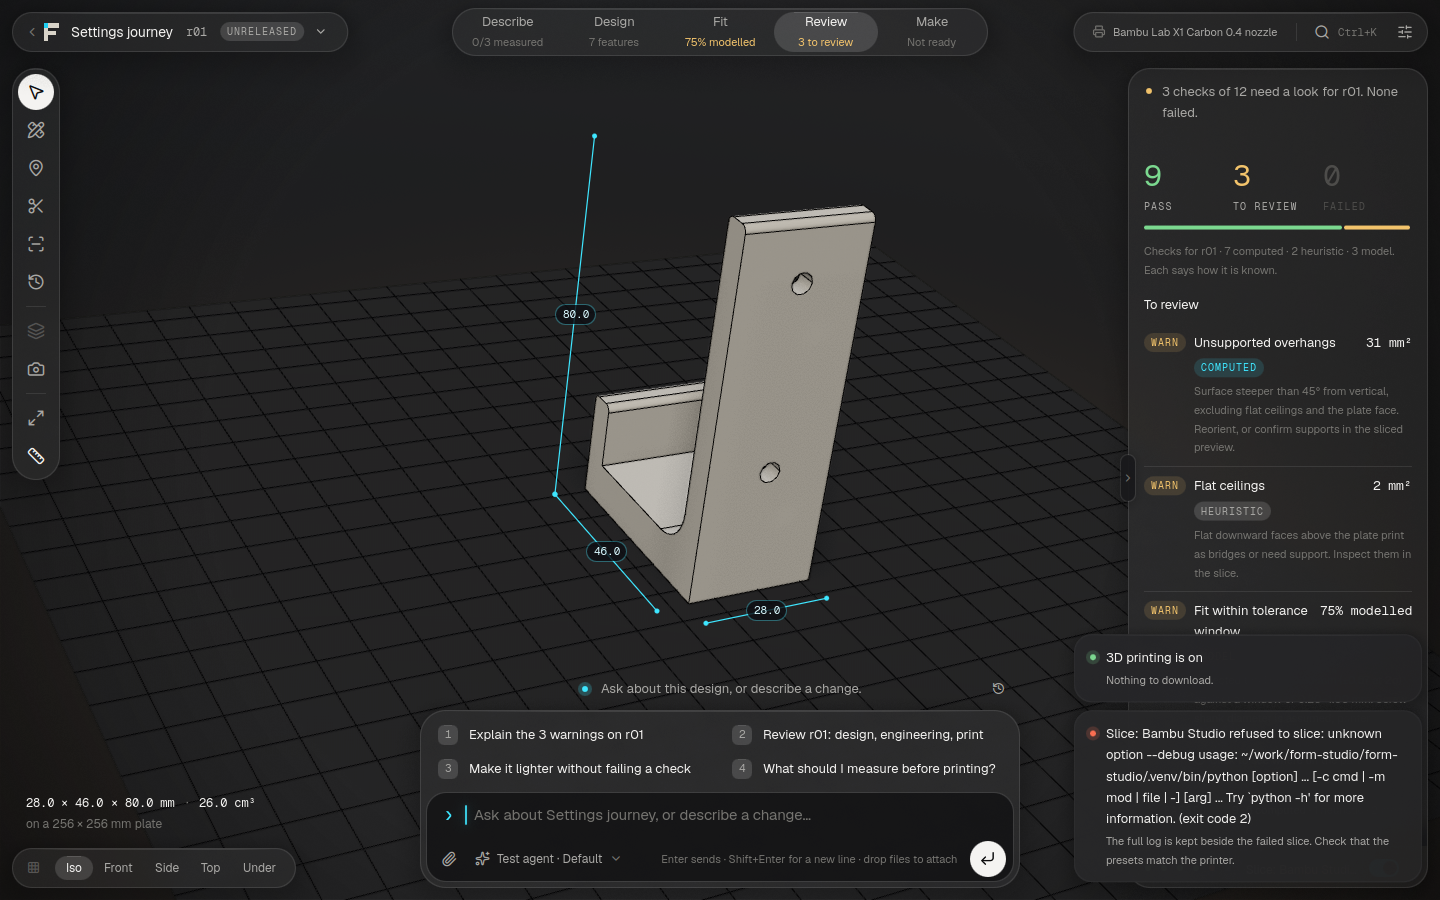 Settings journey r01 UNRELEASED
Describe
0/3 measured
Design
7 features
Fit
75% modelled
Review
3 to review
Make
Not ready
Bambu Lab X1 Carbon 0.4 nozzle
Ctrl+K
3 checks of 12 need a look for r01. None
failed.
9
PASS
3
TO REVIEW
0
FAILED
Checks for r01 · 7 computed · 2 heuristic · 3 model.
Each says how it is known.
To review
WARN Unsupported overhangs 31 mm²
COMPUTED
Surface steeper than 45° from vertical,
excluding flat ceilings and the plate face.
Reorient, or confirm supports in the sliced
preview.
WARN Flat ceilings 2 mm²
HEURISTIC
Flat downward faces above the plate print
as bridges or need support. Inspect them in
the slice.
WARN Fit within tolerance 75% modelled
window
3D printing is on
Nothing to download.
Slice: Bambu Studio refused to slice: unknown
option --debug usage: ~/work/form-studio/form-
studio/.venv/bin/python [option] ... [-c cmd | -m
mod | file | -] [arg] ... Try `python -h' for more
information. (exit code 2)
The full log is kept beside the failed slice. Check that the
presets match the printer.
80.0
46.0
28.0
Ask about this design, or describe a change.
1 Explain the 3 warnings on r01
2 Review r01: design, engineering, print
3 Make it lighter without failing a check
4 What should I measure before printing?
Ask about Settings journey, or describe a change...
Test agent · Default
Enter sends · Shift+Enter for a new line · drop files to attach
28.0 × 46.0 × 80.0 mm · 26.0 cm³
on a 256 × 256 mm plate
Iso Front Side Top Under